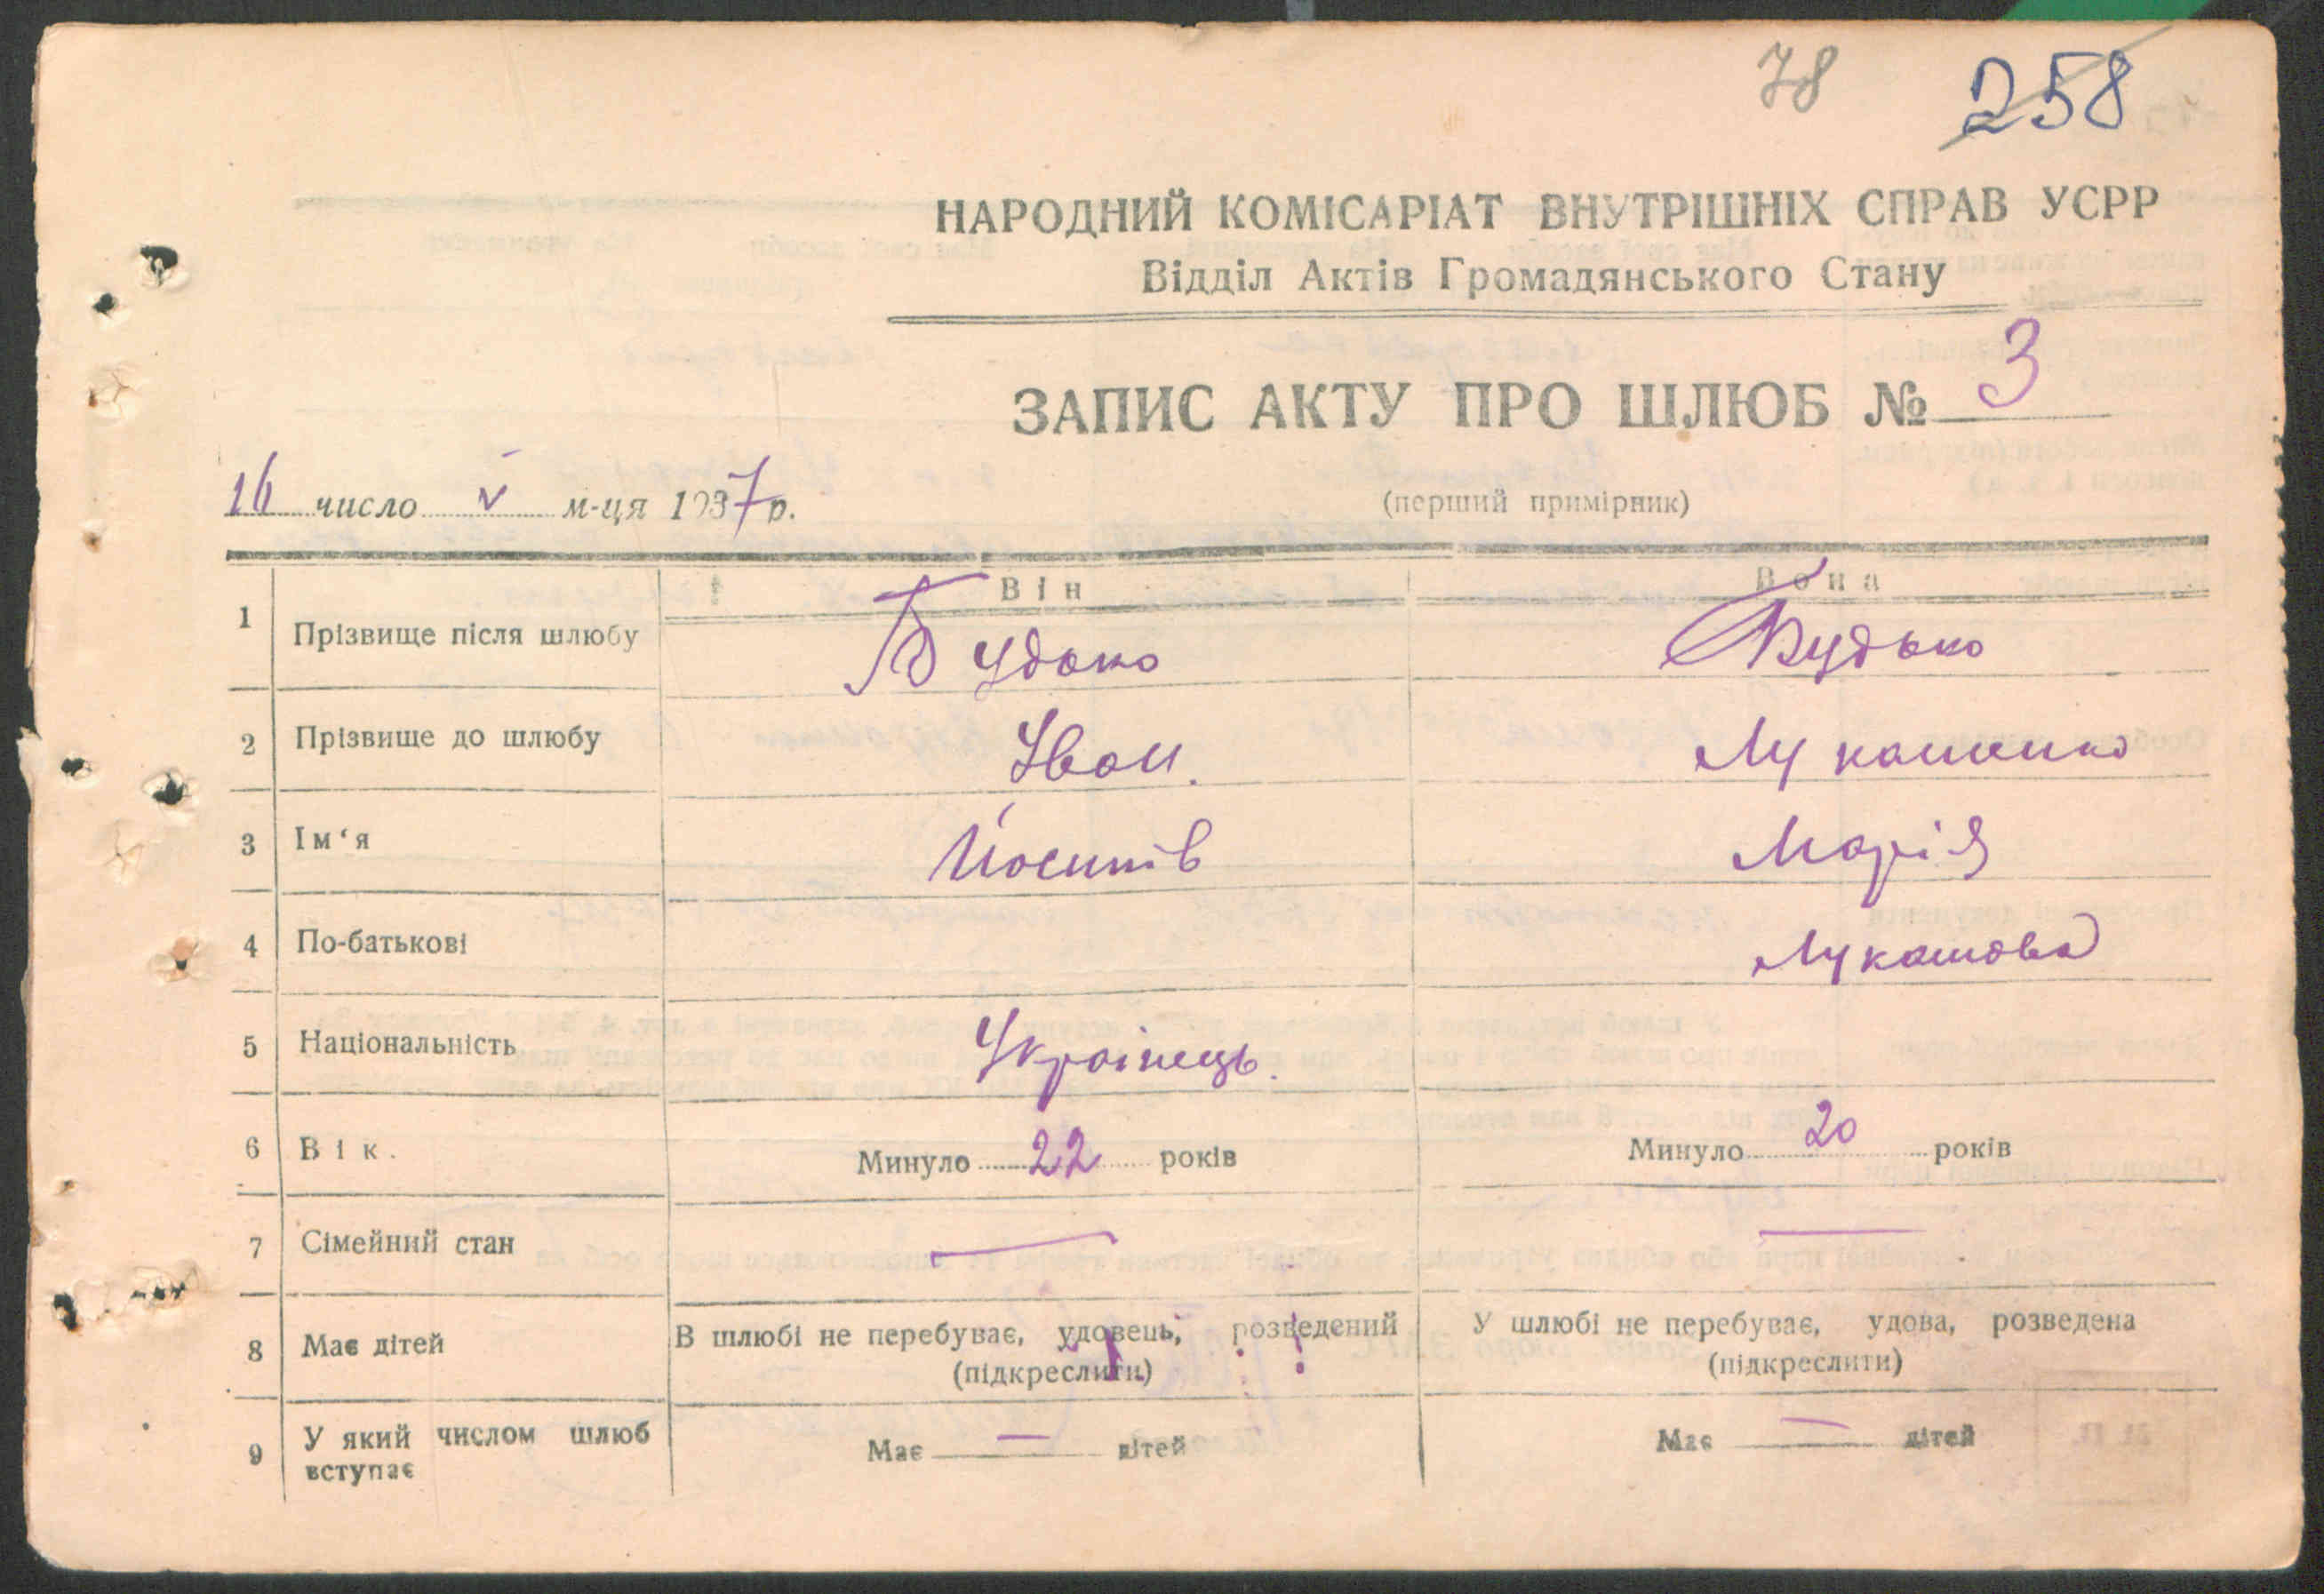 78 258
НАРОДНИЙ КОМІСАРІАТ ВНУТРІШНІХ СПРАВ УСРР
Відділ Актів Громадянського Стану
ЗАПИС АКТУ ПРО ШЛЮБ № 3
16 число V м-ця 1937 р.
(перший примірник)
Він Вона
1 Прізвище після шлюбу Будько Будько
2 Прізвище до шлюбу Іван. Лукашенко
3 Ім‘я Йосипів Марія
4 По-батькові Лукашова
5 Національність Українець.
6 Вік. Минуло 22 років Минуло 20 років
7 Сімейний стан — —
8 Має дітей В шлюбі не перебуває, удовець, розведений У шлюбі не перебуває, удова, розведена
(підкреслити) (підкреслити)
9 У який числом шлюб Має — дітей Має — дітей
вступає